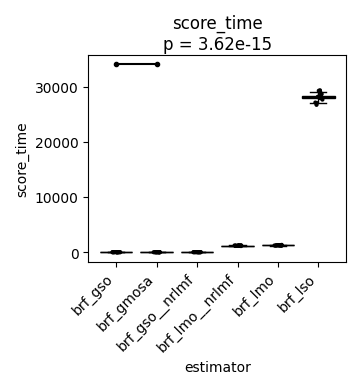 score_time
p = 3.62e-15
score_time
30000
20000
10000
0
brf_gso
brf_gmosa
brf_gso__nrlmf
brf_lmo__nrlmf
brf_lmo
brf_lso
estimator